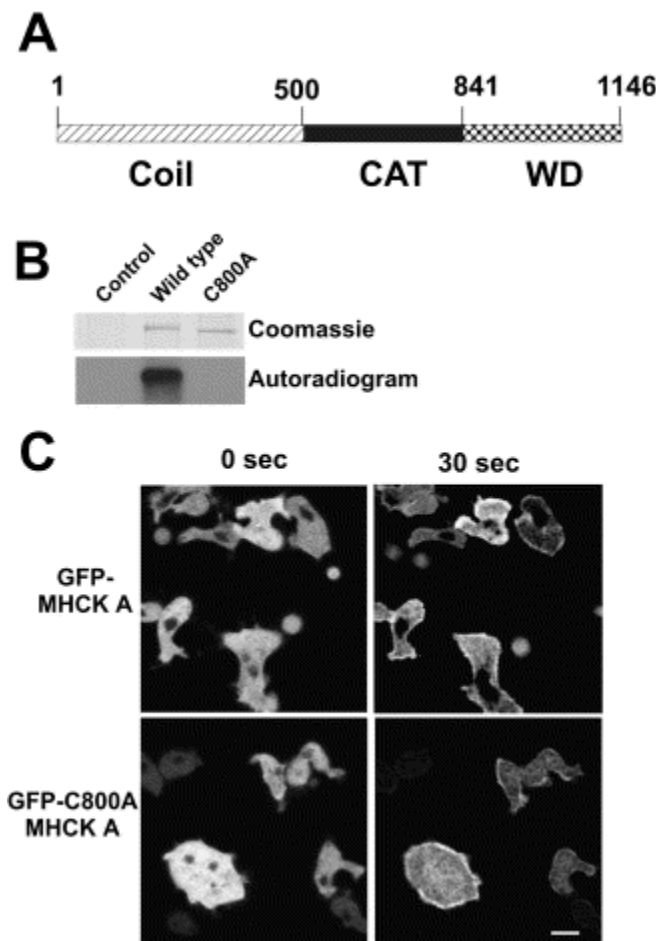 A
1 500 841 1146
Coil CAT WD
B
Control Wild type C800A
Coomassie
Autoradiogram
C
0 sec 30 sec
GFP-
MHCK A
GFP-C800A
MHCK A